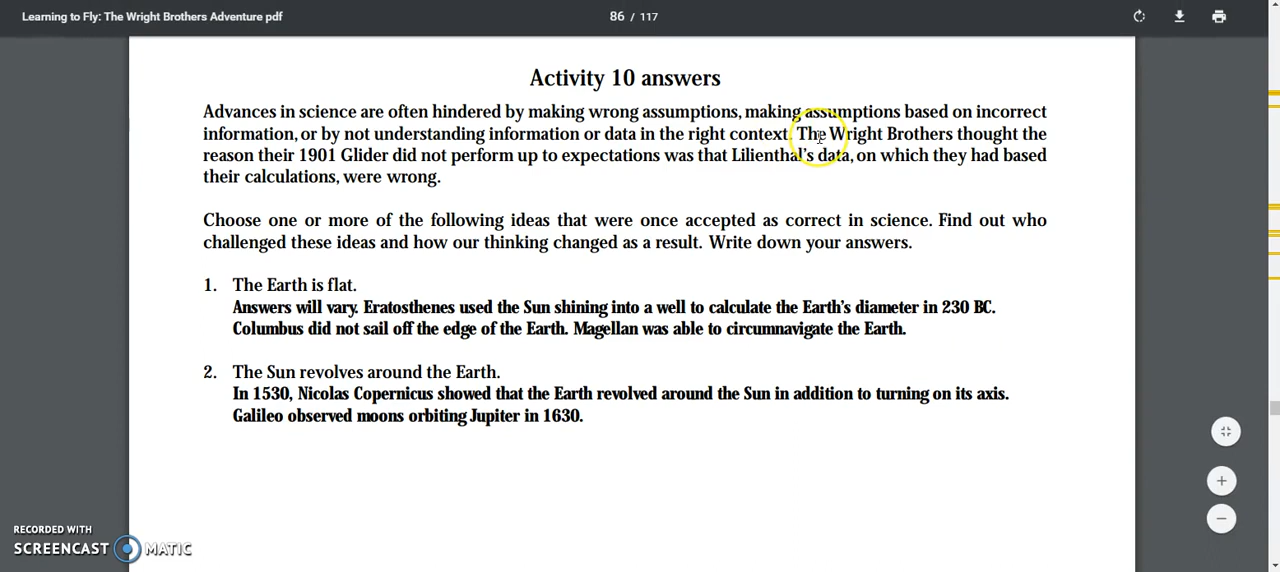 Learning to Fly: The Wright Brothers Adventure pdf
86 / 117
Activity 10 answers
Advances in science are often hindered by making wrong assumptions, making assumptions based on incorrect
information, or by not understanding information or data in the right context. The Wright Brothers thought the
reason their 1901 Glider did not perform up to expectations was that Lilienthal's data, on which they had based
their calculations, were wrong.
Choose one or more of the following ideas that were once accepted as correct in science. Find out who
challenged these ideas and how our thinking changed as a result. Write down your answers.
1. The Earth is flat.
Answers will vary. Eratosthenes used the Sun shining into a well to calculate the Earth's diameter in 230 BC.
Columbus did not sail off the edge of the Earth. Magellan was able to circumnavigate the Earth.
2. The Sun revolves around the Earth.
In 1530, Nicolas Copernicus showed that the Earth revolved around the Sun in addition to turning on its axis.
Galileo observed moons orbiting Jupiter in 1630.
RECORDED WITH
SCREENCAST MATIC